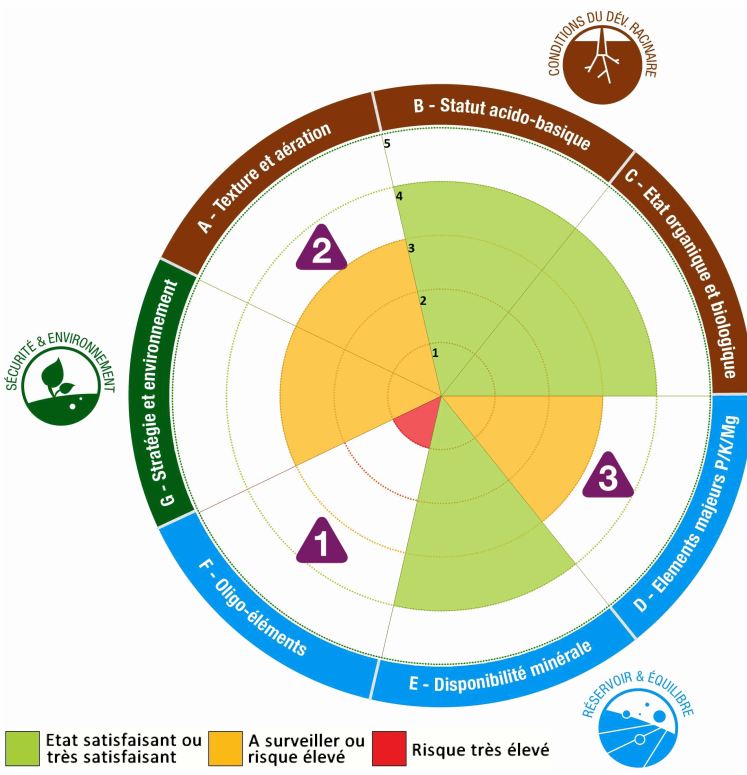 CONDITIONS DU DÉV. RACINAIRE
B - Statut acido-basique
A - Texture et aération
C - Etat organique et biologique
5
4
3
2
1
2
SÉCURITÉ & ENVIRONNEMENT
G - Stratégie et environnement
D - Elements majeurs P/K/Mg
3
1
F - Oligo-éléments
E - Disponibilité minérale
RÉSERVOIR & ÉQUILIBRE
Etat satisfaisant ou
très satisfaisant
A surveiller ou
risque élevé
Risque très élevé